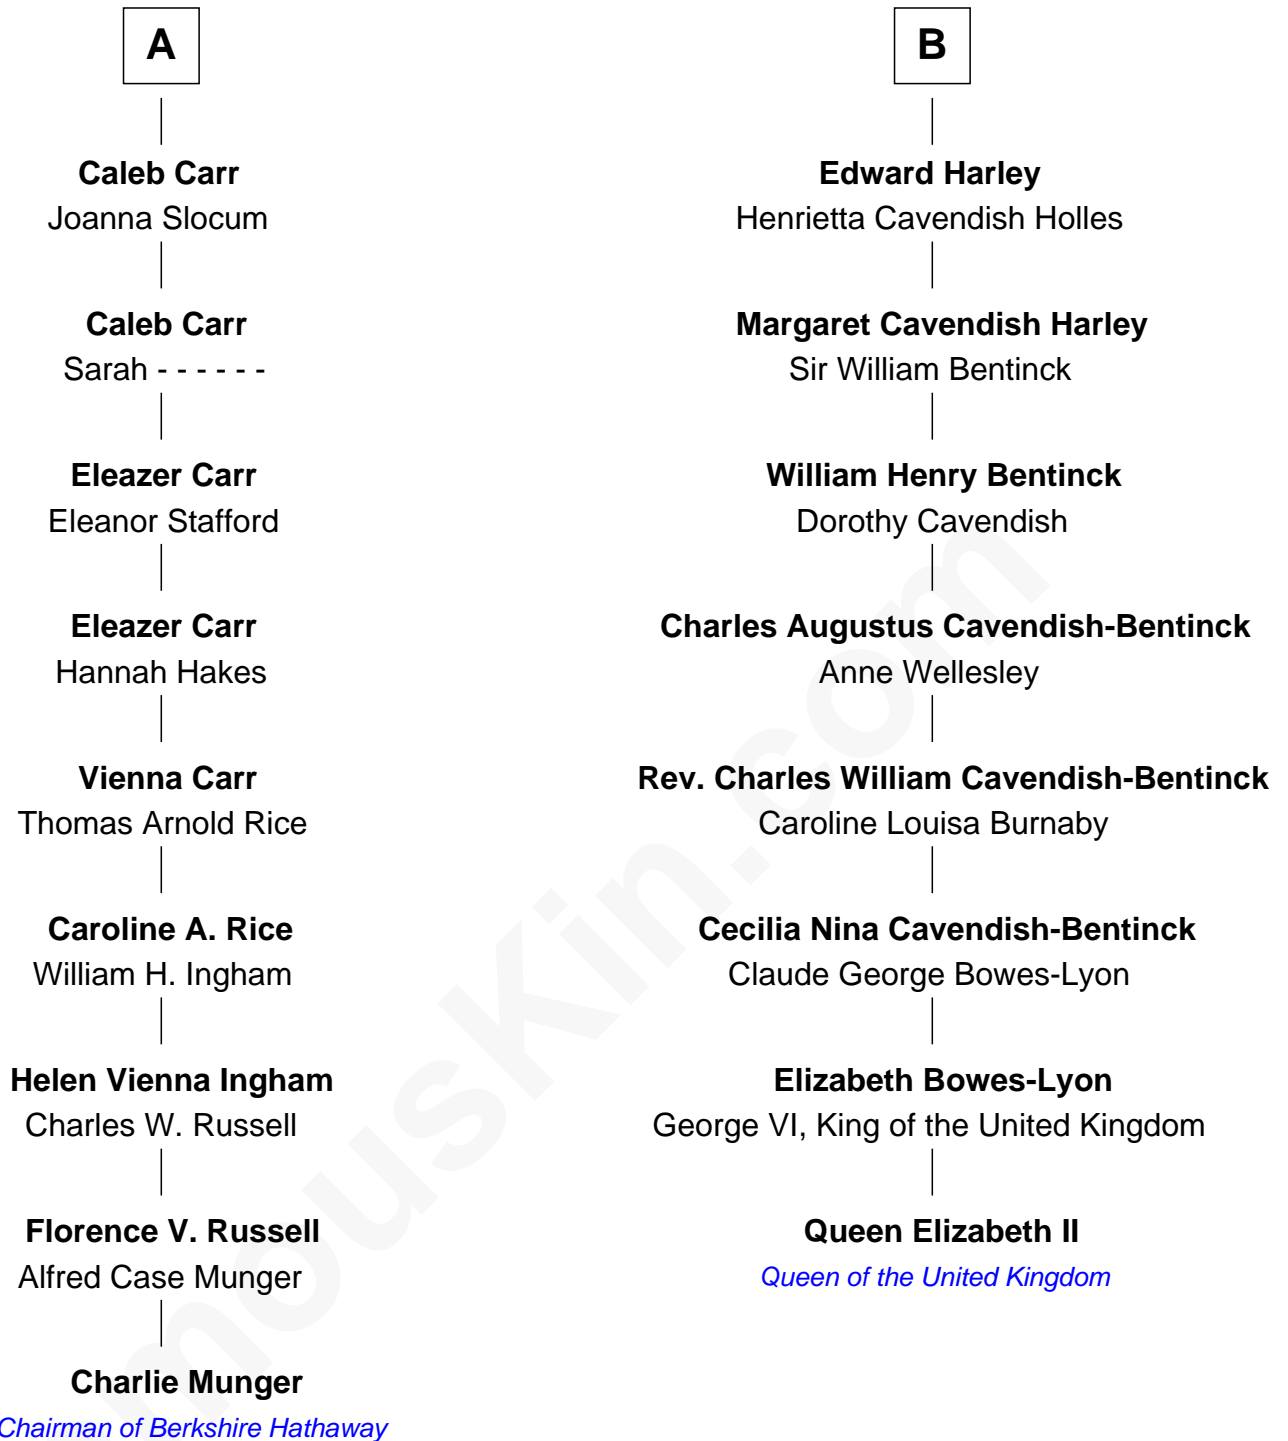 A
Caleb Carr
Joanna Slocum
Caleb Carr
Sarah - - - - - -
Eleazer Carr
Eleanor Stafford
Eleazer Carr
Hannah Hakes
Vienna Carr
Thomas Arnold Rice
Caroline A. Rice
William H. Ingham
Helen Vienna Ingham
Charles W. Russell
Florence V. Russell
Alfred Case Munger
Charlie Munger
Chairman of Berkshire Hathaway
B
Edward Harley
Henrietta Cavendish Holles
Margaret Cavendish Harley
Sir William Bentinck
William Henry Bentinck
Dorothy Cavendish
Charles Augustus Cavendish-Bentinck
Anne Wellesley
Rev. Charles William Cavendish-Bentinck
Caroline Louisa Burnaby
Cecilia Nina Cavendish-Bentinck
Claude George Bowes-Lyon
Elizabeth Bowes-Lyon
George VI, King of the United Kingdom
Queen Elizabeth II
Queen of the United Kingdom
mousKin.com